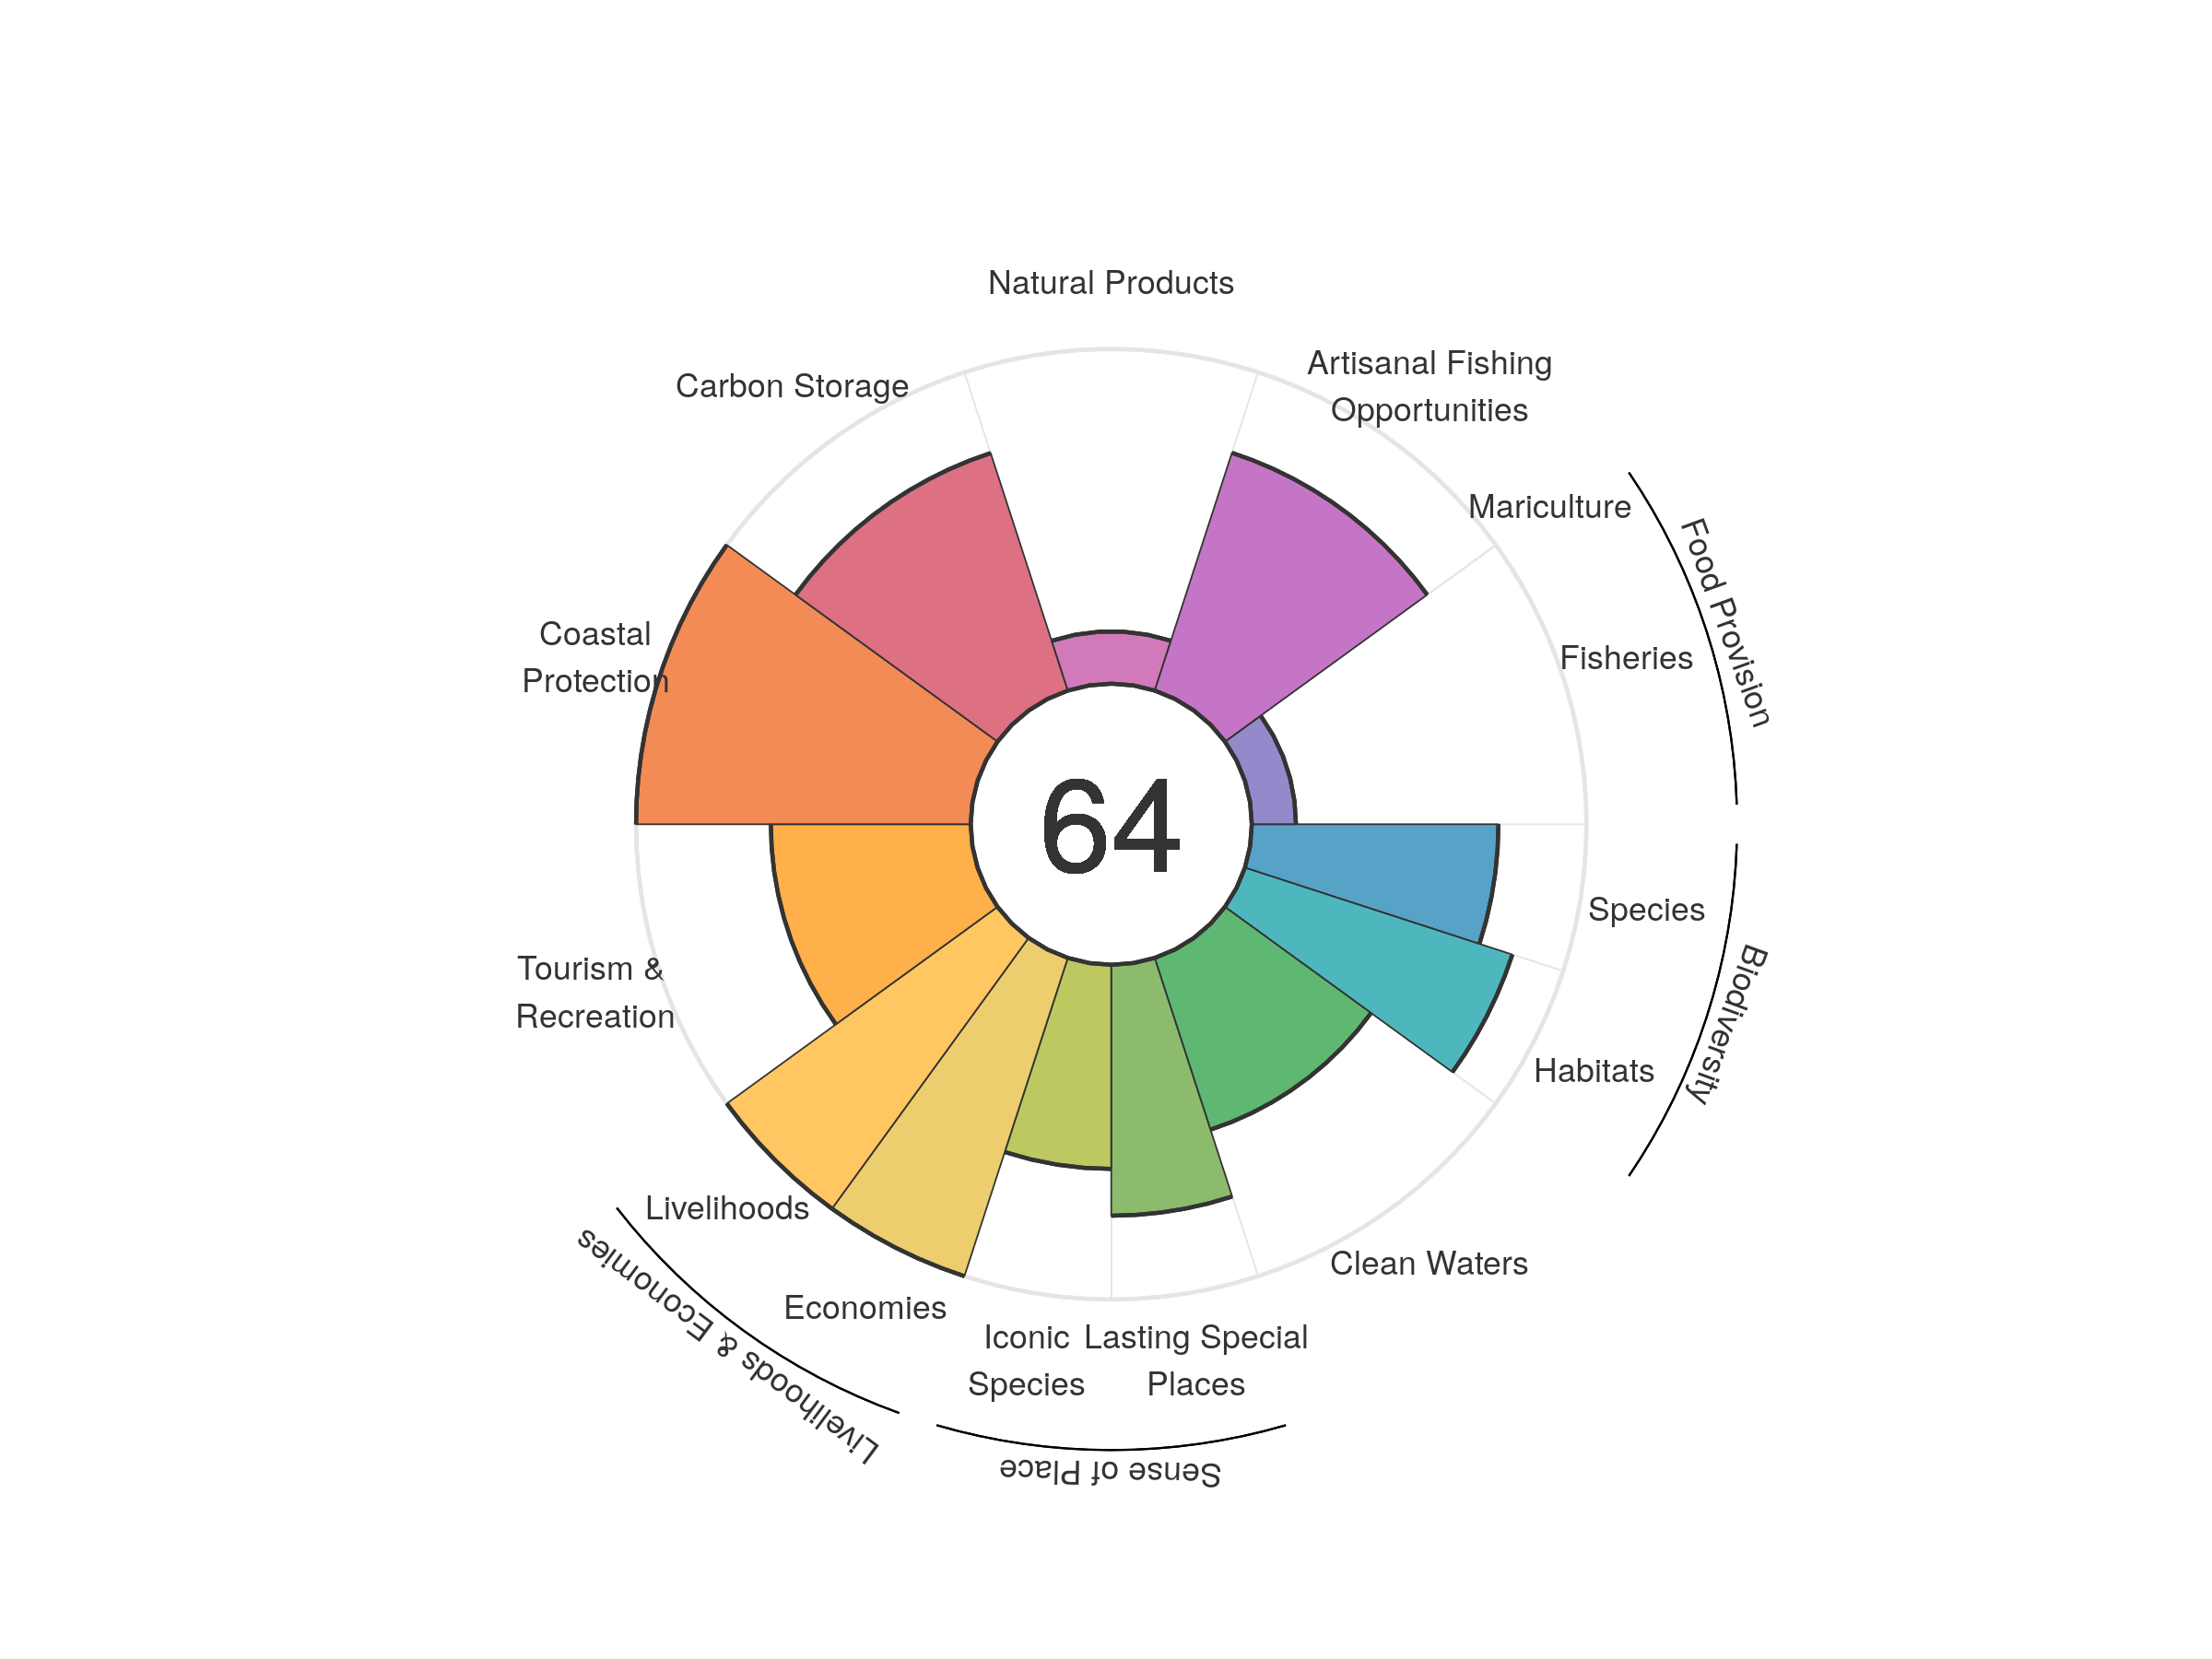 Natural Products
Artisanal Fishing
Opportunities
Carbon Storage
Mariculture
Food Provision
Fisheries
Coastal
Protection
64
Species
Biodiversity
Tourism &
Recreation
Habitats
Livelihoods
Clean Waters
Economies
Livelihoods & Economies
Iconic
Species
Lasting Special
Places
Sense of Place